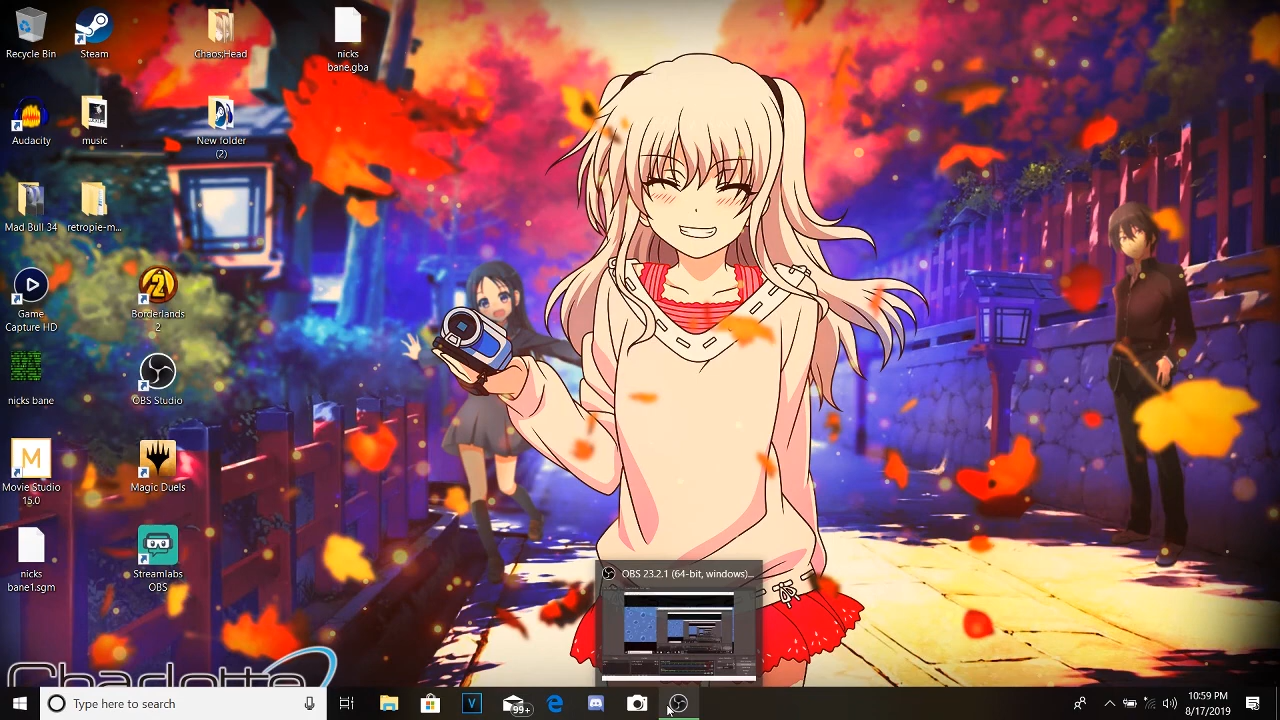 Recycle Bin
Steam
Chaos;Head
nicks
bane.gba
Audacity
music
New folder
(2)
Mad Bull 34
retropie-m...
Game
Capture HD
Borderlands
2
nicks bane
OBS Studio
M
Movie Studio
15.0
Magic Duels
nicks
bane1.sgm
Streamlabs
OBS
OBS 23.2.1 (64-bit, windows)...
Charlotte
Type here to search
V
99+
10:59 PM
8/17/2019